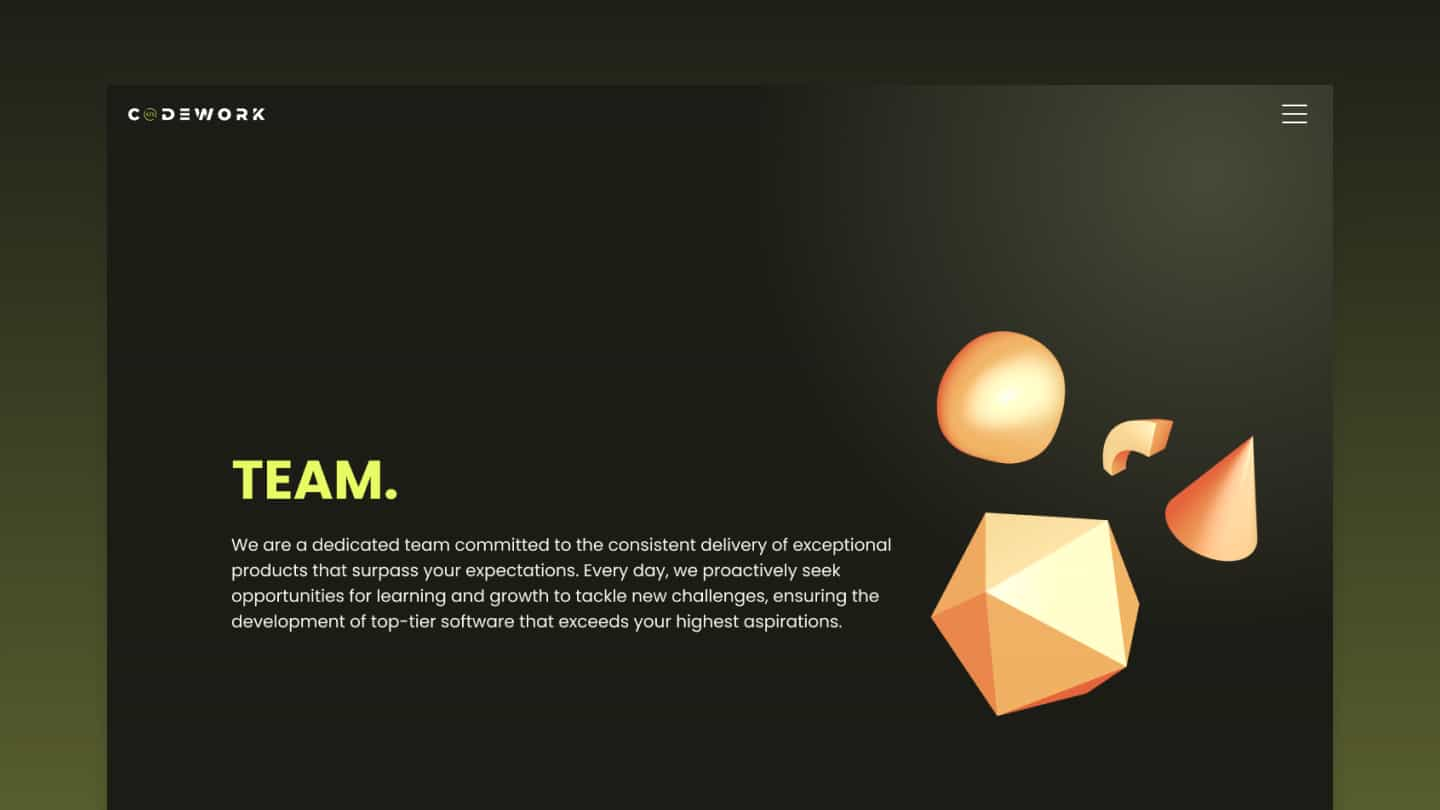 CODEWORK
TEAM.
We are a dedicated team committed to the consistent delivery of exceptional
products that surpass your expectations. Every day, we proactively seek
opportunities for learning and growth to tackle new challenges, ensuring the
development of top-tier software that exceeds your highest aspirations.